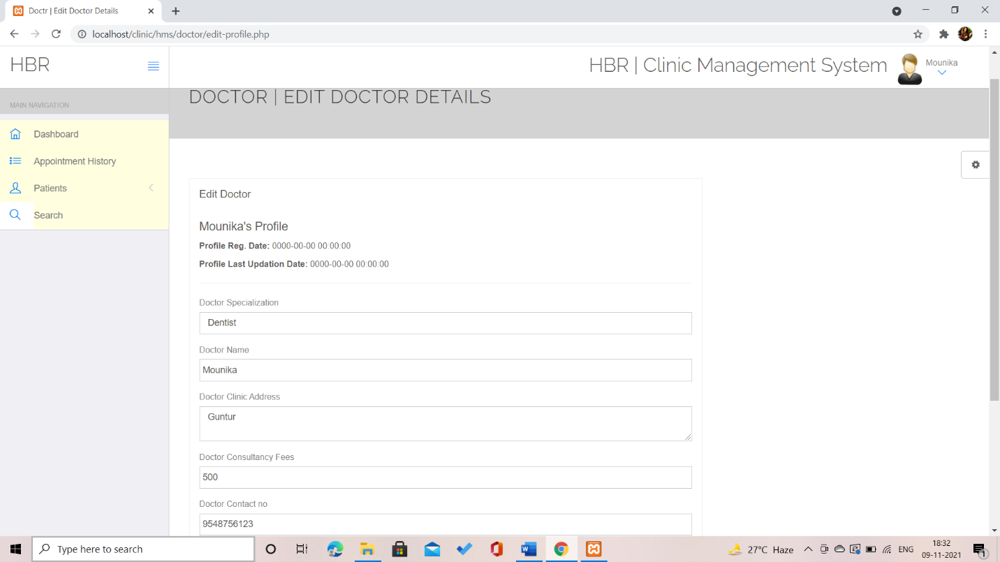 Doctr | Edit Doctor Details
localhost/clinic/hms/doctor/edit-profile.php
HBR
HBR | Clinic Management System
Mounika
MAIN NAVIGATION
DOCTOR | EDIT DOCTOR DETAILS
Dashboard
Appointment History
Patients
Search
Edit Doctor
Mounika's Profile
Profile Reg. Date: 0000-00-00 00:00:00
Profile Last Updation Date: 0000-00-00 00:00:00
Doctor Specialization
Dentist
Doctor Name
Mounika
Doctor Clinic Address
Guntur
Doctor Consultancy Fees
500
Doctor Contact no
9548756123
Type here to search
27°C Haze
ENG
18:32
09-11-2021
1